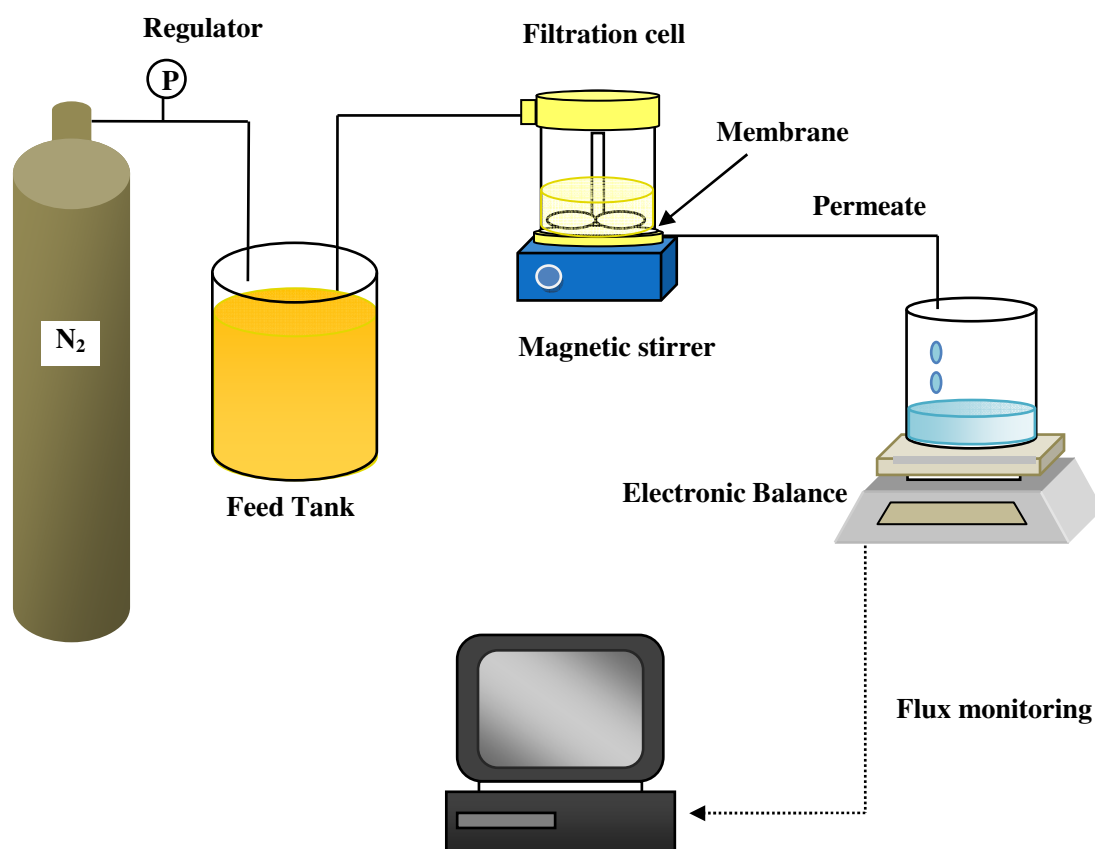 Regulator
P
Filtration cell
Membrane
Permeate
N₂
Magnetic stirrer
Feed Tank
Electronic Balance
Flux monitoring